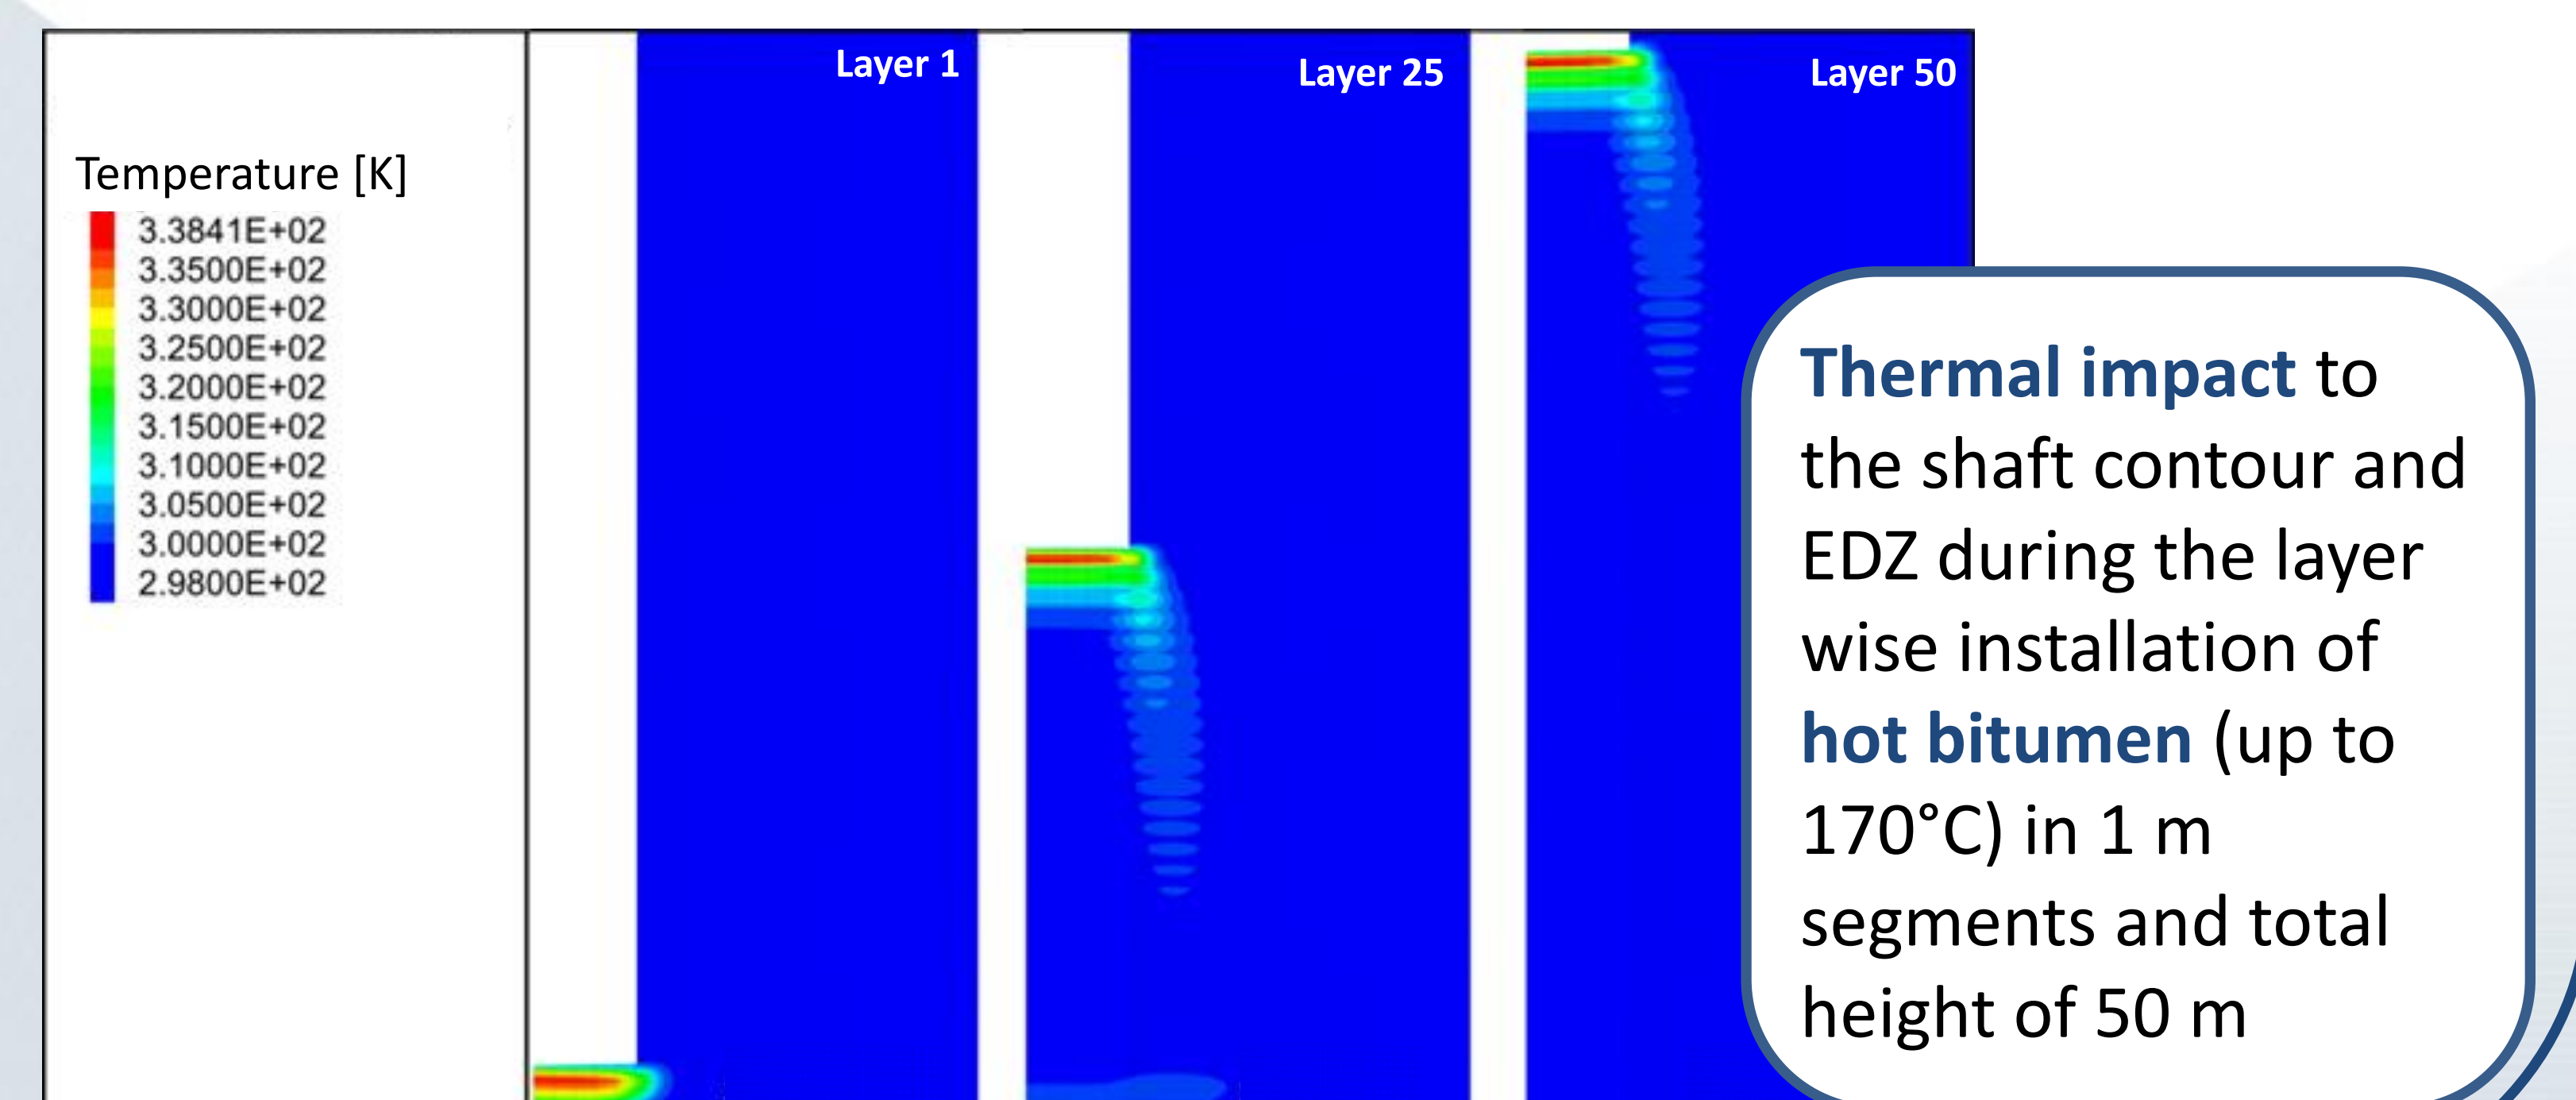 Layer 1
Layer 25
Layer 50
Temperature [K]
3.3841E+02
3.3500E+02
3.3000E+02
3.2500E+02
3.2000E+02
3.1500E+02
3.1000E+02
3.0500E+02
3.0000E+02
2.9800E+02
Thermal impact to
the shaft contour and
EDZ during the layer
wise installation of
hot bitumen (up to
170°C) in 1 m
segments and total
height of 50 m